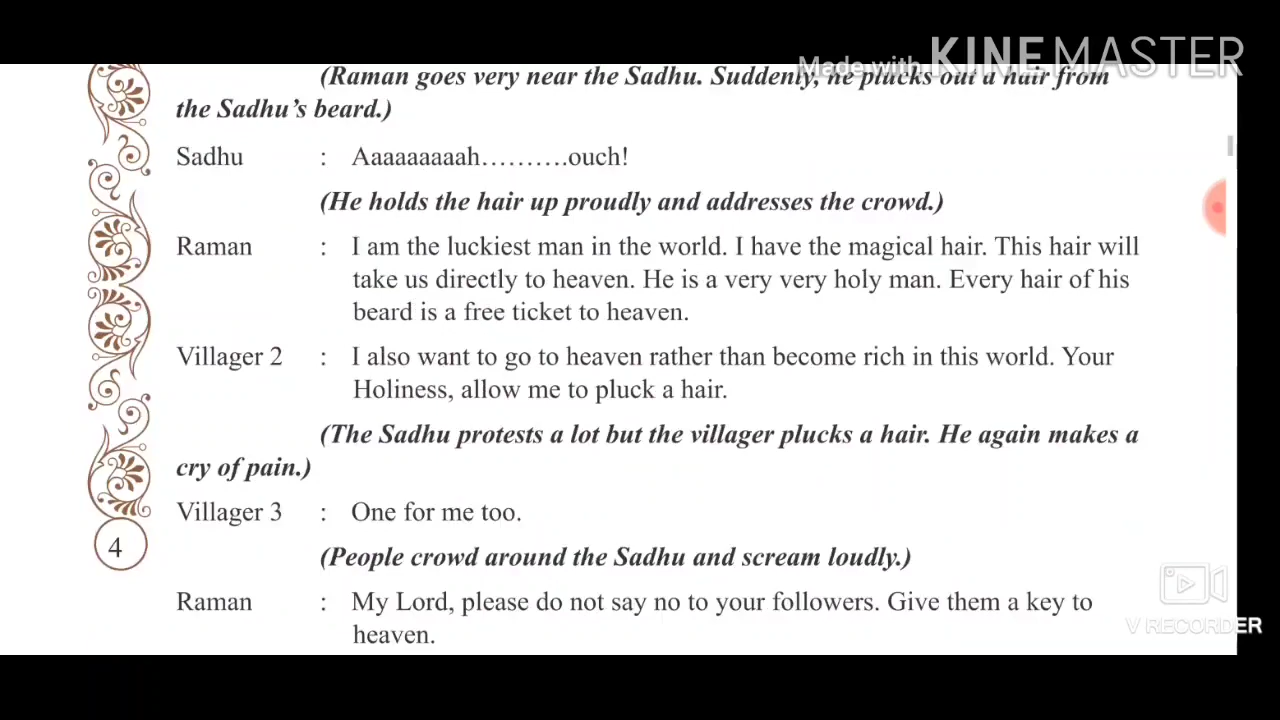 Made with KINEMASTER
(Raman goes very near the Sadhu. Suddenly, he plucks out a hair from
the Sadhu's beard.)
Sadhu : Aaaaaaaaah..........ouch!
(He holds the hair up proudly and addresses the crowd.)
Raman : I am the luckiest man in the world. I have the magical hair. This hair will
take us directly to heaven. He is a very very holy man. Every hair of his
beard is a free ticket to heaven.
Villager 2 : I also want to go to heaven rather than become rich in this world. Your
Holiness, allow me to pluck a hair.
(The Sadhu protests a lot but the villager plucks a hair. He again makes a
cry of pain.)
Villager 3 : One for me too.
(People crowd around the Sadhu and scream loudly.)
4
Raman : My Lord, please do not say no to your followers. Give them a key to
heaven.
V RECORDER